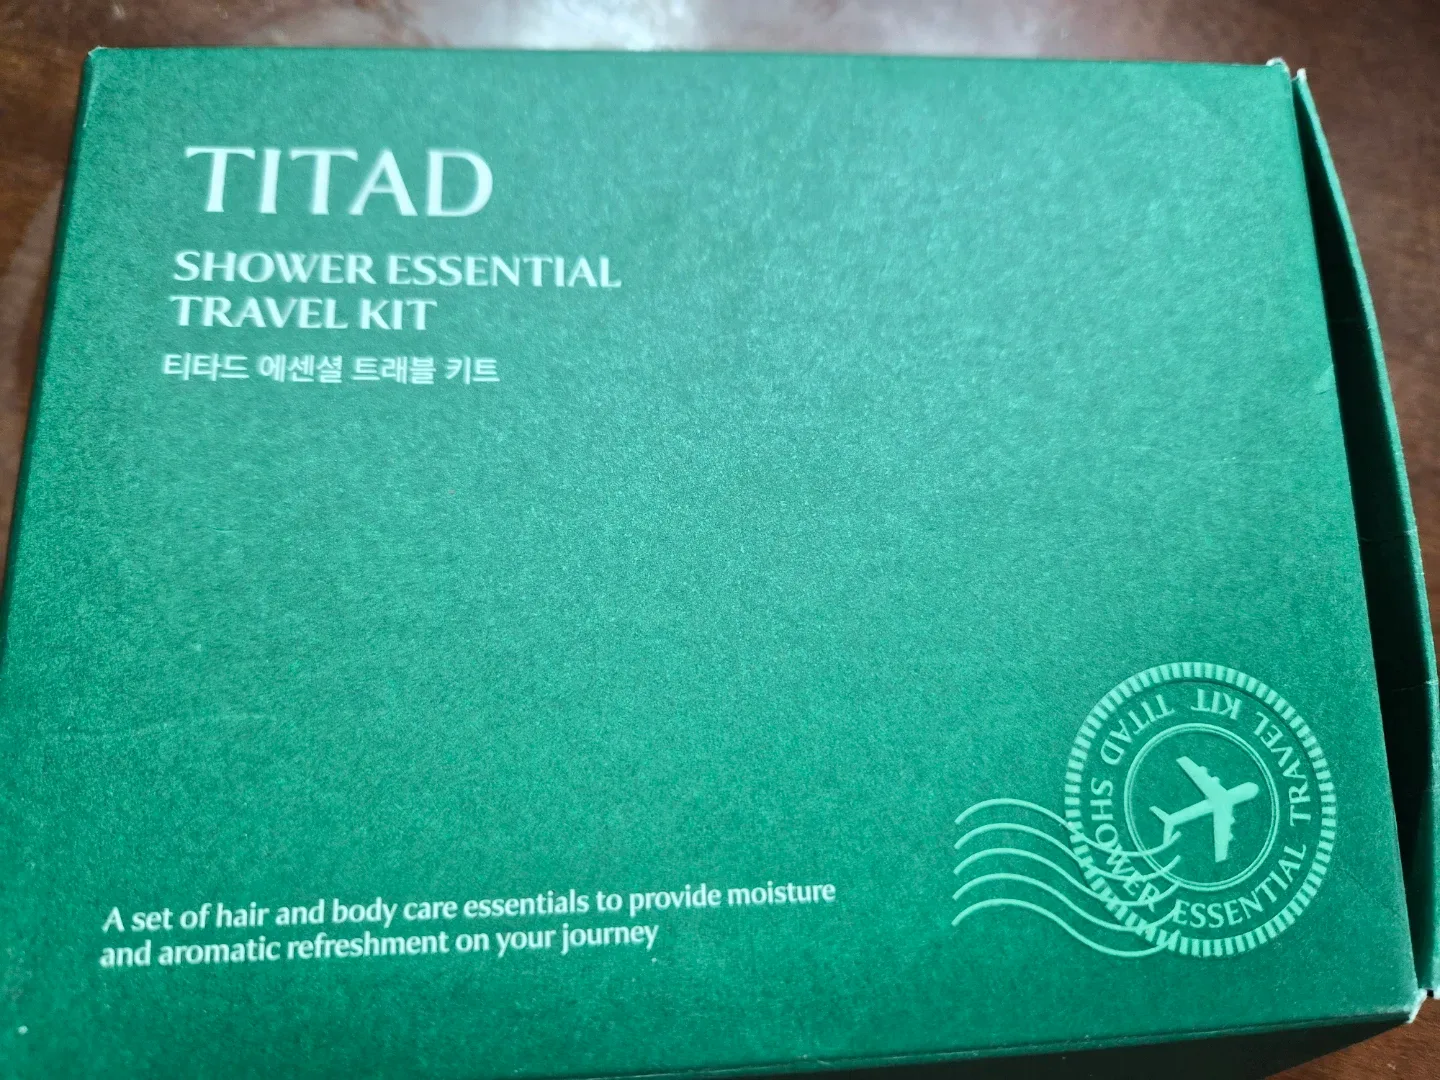 TITAD
SHOWER ESSENTIAL
TRAVEL KIT
티타드 에센셜 트래블 키트
A set of hair and body care essentials to provide moisture
and aromatic refreshment on your journey
TITAD SHOWER ESSENTIAL TRAVEL KIT